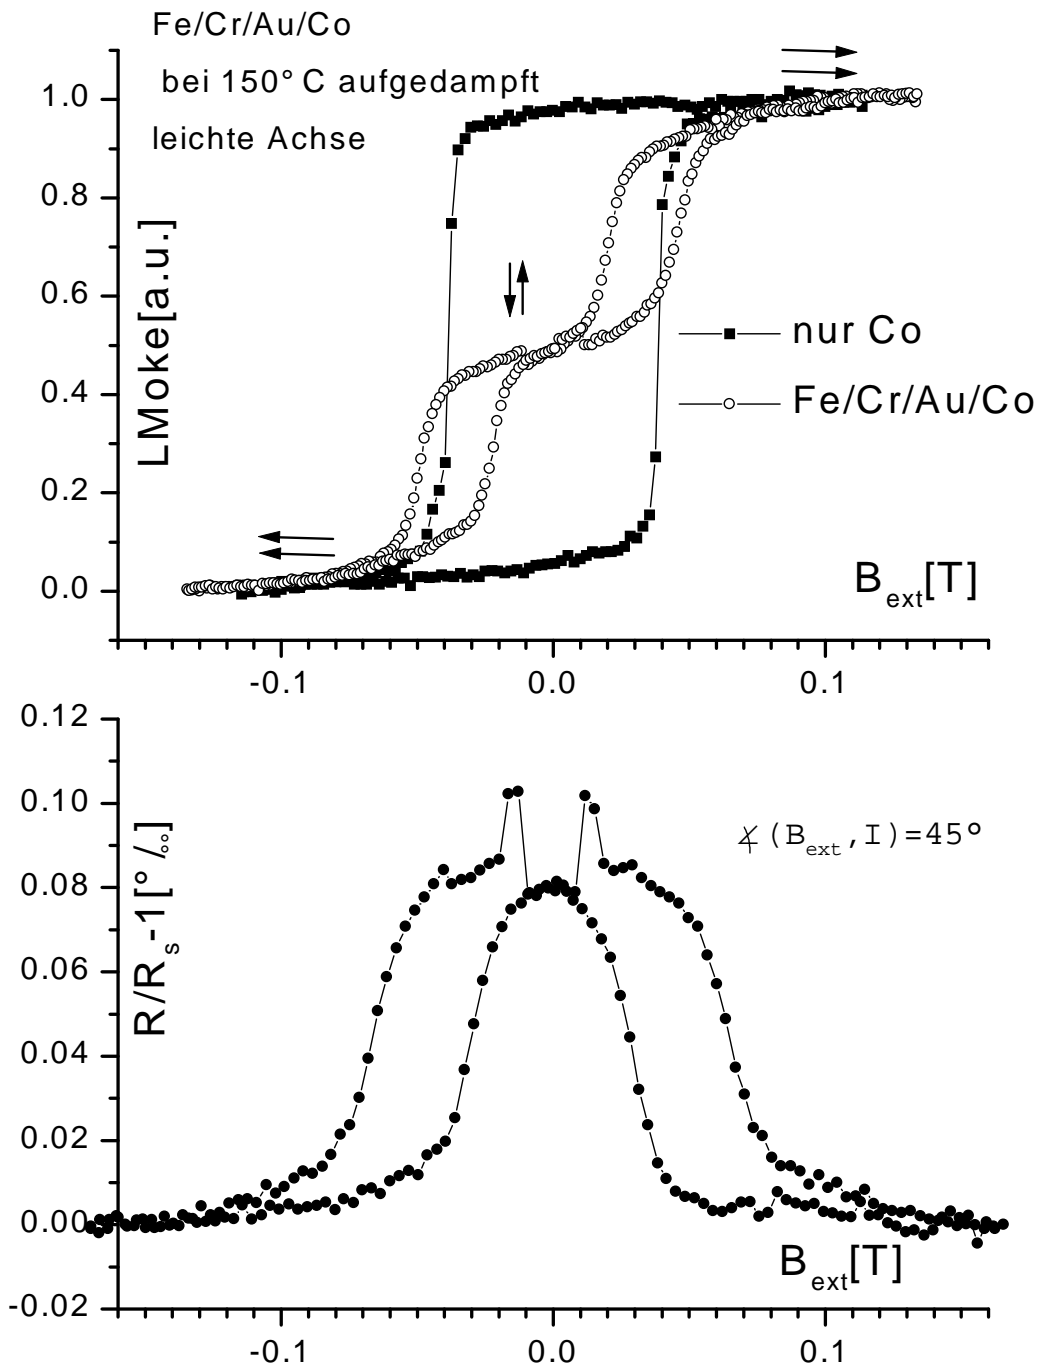 Fe/Cr/Au/Co
bei 150° C aufgedampft
leichte Achse
LMoke[a.u.]
1.0
0.8
0.6
0.4
0.2
0.0
nur Co
Fe/Cr/Au/Co
B_ext[T]
-0.1
0.0
0.1
0.12
0.10
0.08
0.06
0.04
0.02
0.00
-0.02
R/R_s -1[°/₀₀]
∡ (B_ext,I)=45°
B_ext[T]
-0.1
0.0
0.1